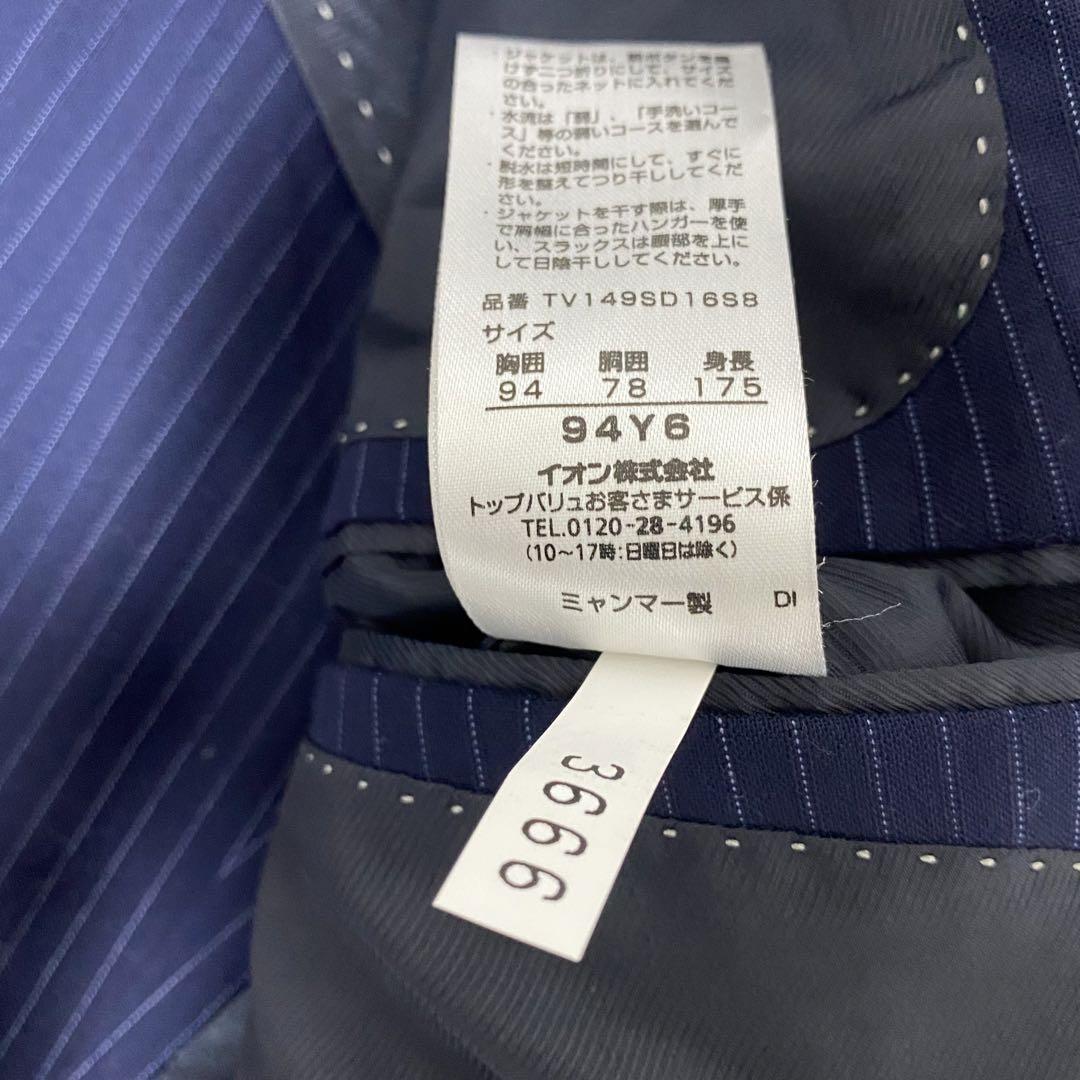 ・ジャケットは、前ボタンを掛
けず二つ折りにして、サイズ
の合ったネットに入れてくだ
さい。
・水流は「弱」、「手洗いコー
ス」等の弱いコースを選んで
ください。
・脱水は短時間にして、すぐに
形を整えてつり干ししてくだ
さい。
・ジャケットを干す際は、厚手
で肩幅に合ったハンガーを使
い、スラックスは腰部を上に
して日陰干ししてください。
品番 TV149SD16S8
サイズ
胸囲 胴囲 身長
94 78 175
94Y6
イオン株式会社
トップバリュお客さまサービス係
TEL.0120-28-4196
(10～17時:日曜日は除く)
ミャンマー製 DI
3666